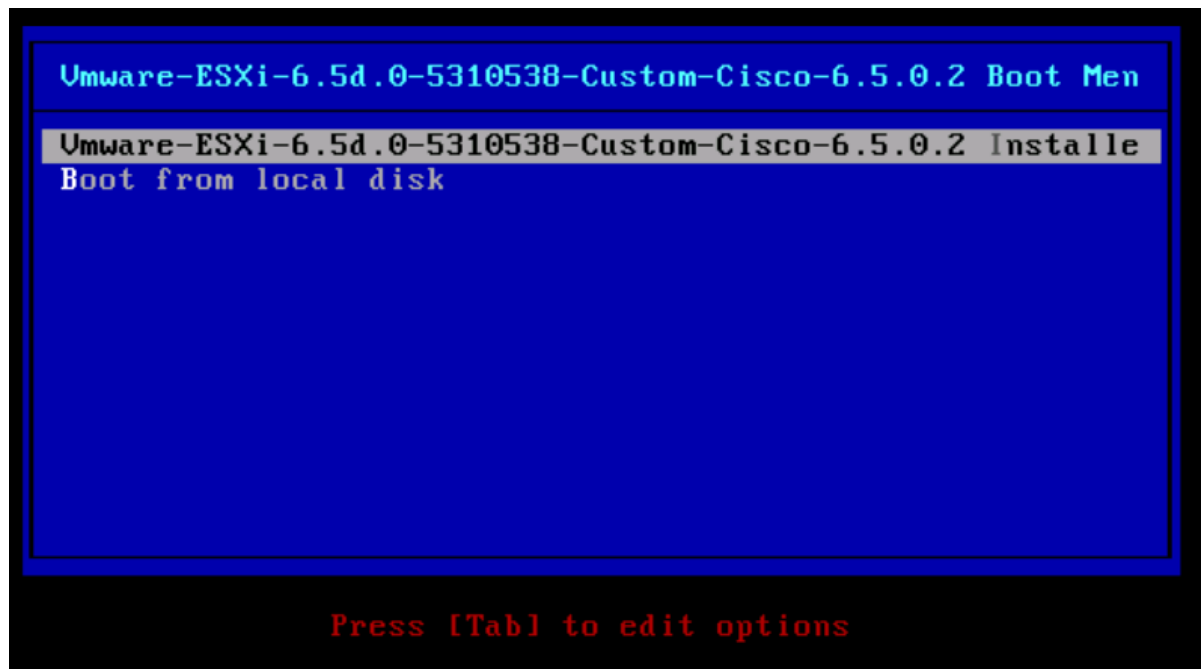 Vmware-ESXi-6.5d.0-5310538-Custom-Cisco-6.5.0.2 Boot Men
Vmware-ESXi-6.5d.0-5310538-Custom-Cisco-6.5.0.2 Installe
Boot from local disk
Press [Tab] to edit options